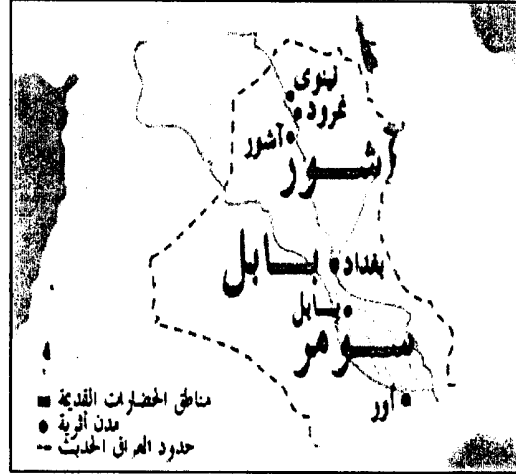 نينوى
نمرود
آشور
آشور
بغداد
بابل
بابل
سومر
أور
مناطق الحضارات القديمة
مدن أثرية
حدود العراق الحديث